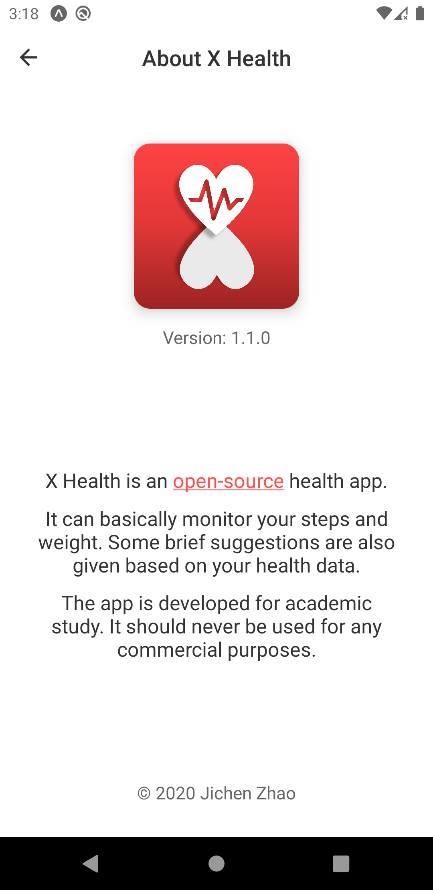 3:18
About X Health
Version: 1.1.0
X Health is an open-source health app.
It can basically monitor your steps and
weight. Some brief suggestions are also
given based on your health data.
The app is developed for academic
study. It should never be used for any
commercial purposes.
© 2020 Jichen Zhao